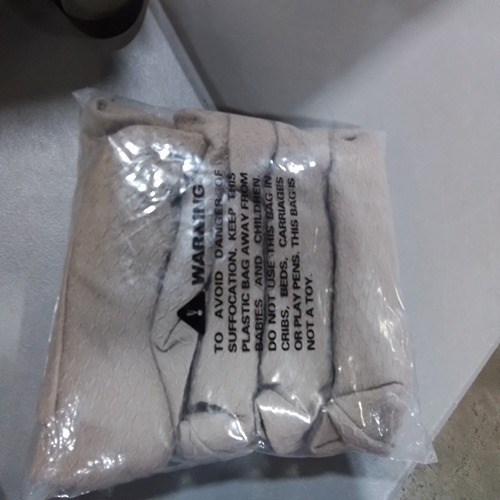 WARNING
TO AVOID DANGER OF
SUFFOCATION, KEEP THIS
PLASTIC BAG AWAY FROM
BABIES AND CHILDREN.
DO NOT USE THIS BAG IN
CRIBS, BEDS, CARRIAGES
OR PLAY PENS. THIS BAG IS
NOT A TOY.